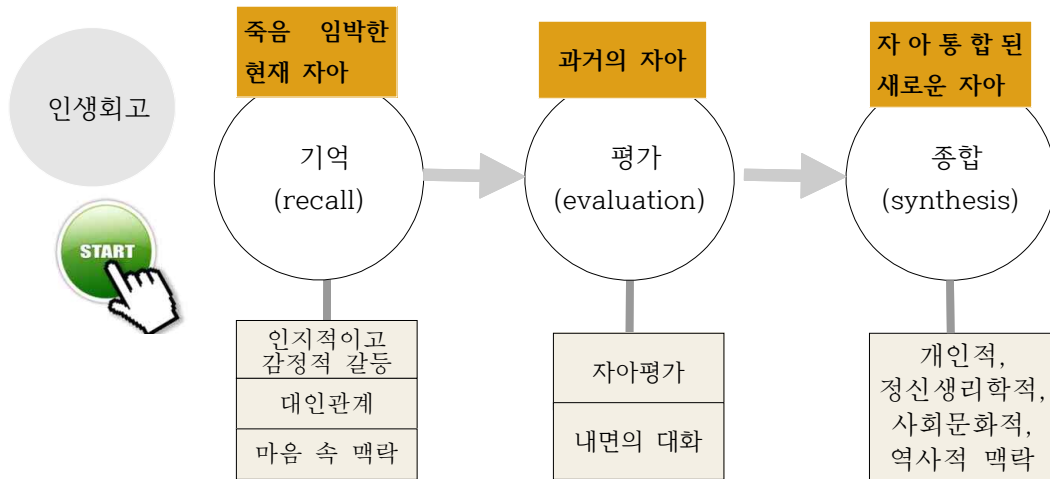 인생회고
START
죽음 임박한
현재 자아
기억
(recall)
인지적이고
감정적 갈등
대인관계
마음 속 맥락
과거의 자아
평가
(evaluation)
자아평가
내면의 대화
자아통합된
새로운 자아
종합
(synthesis)
개인적,
정신생리학적,
사회문화적,
역사적 맥락